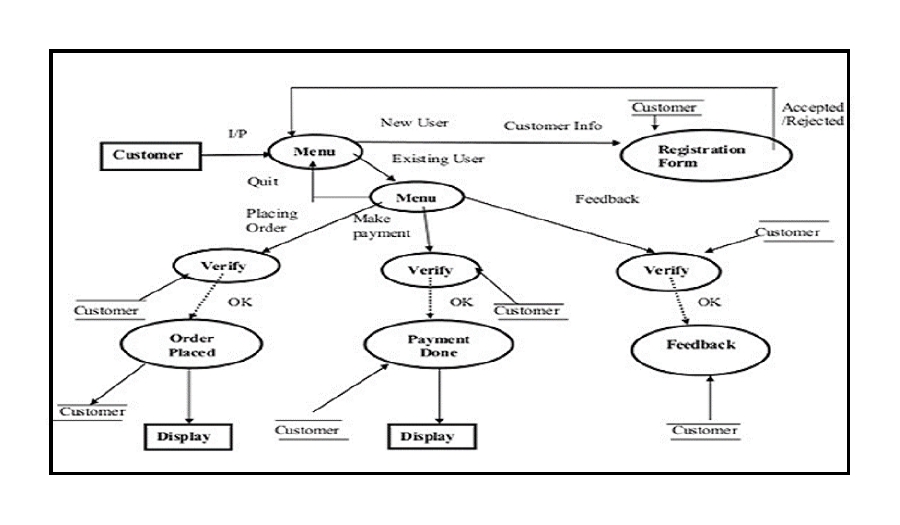 Customer
Accepted
/Rejected
I/P
New User
Customer Info
Customer
Menu
Registration
Form
Existing User
Quit
Menu
Feedback
Placing
Order
Make
payment
Customer
Verify
Verify
Verify
Customer
OK
OK
Customer
OK
Order
Placed
Payment
Done
Feedback
Customer
Display
Customer
Display
Customer